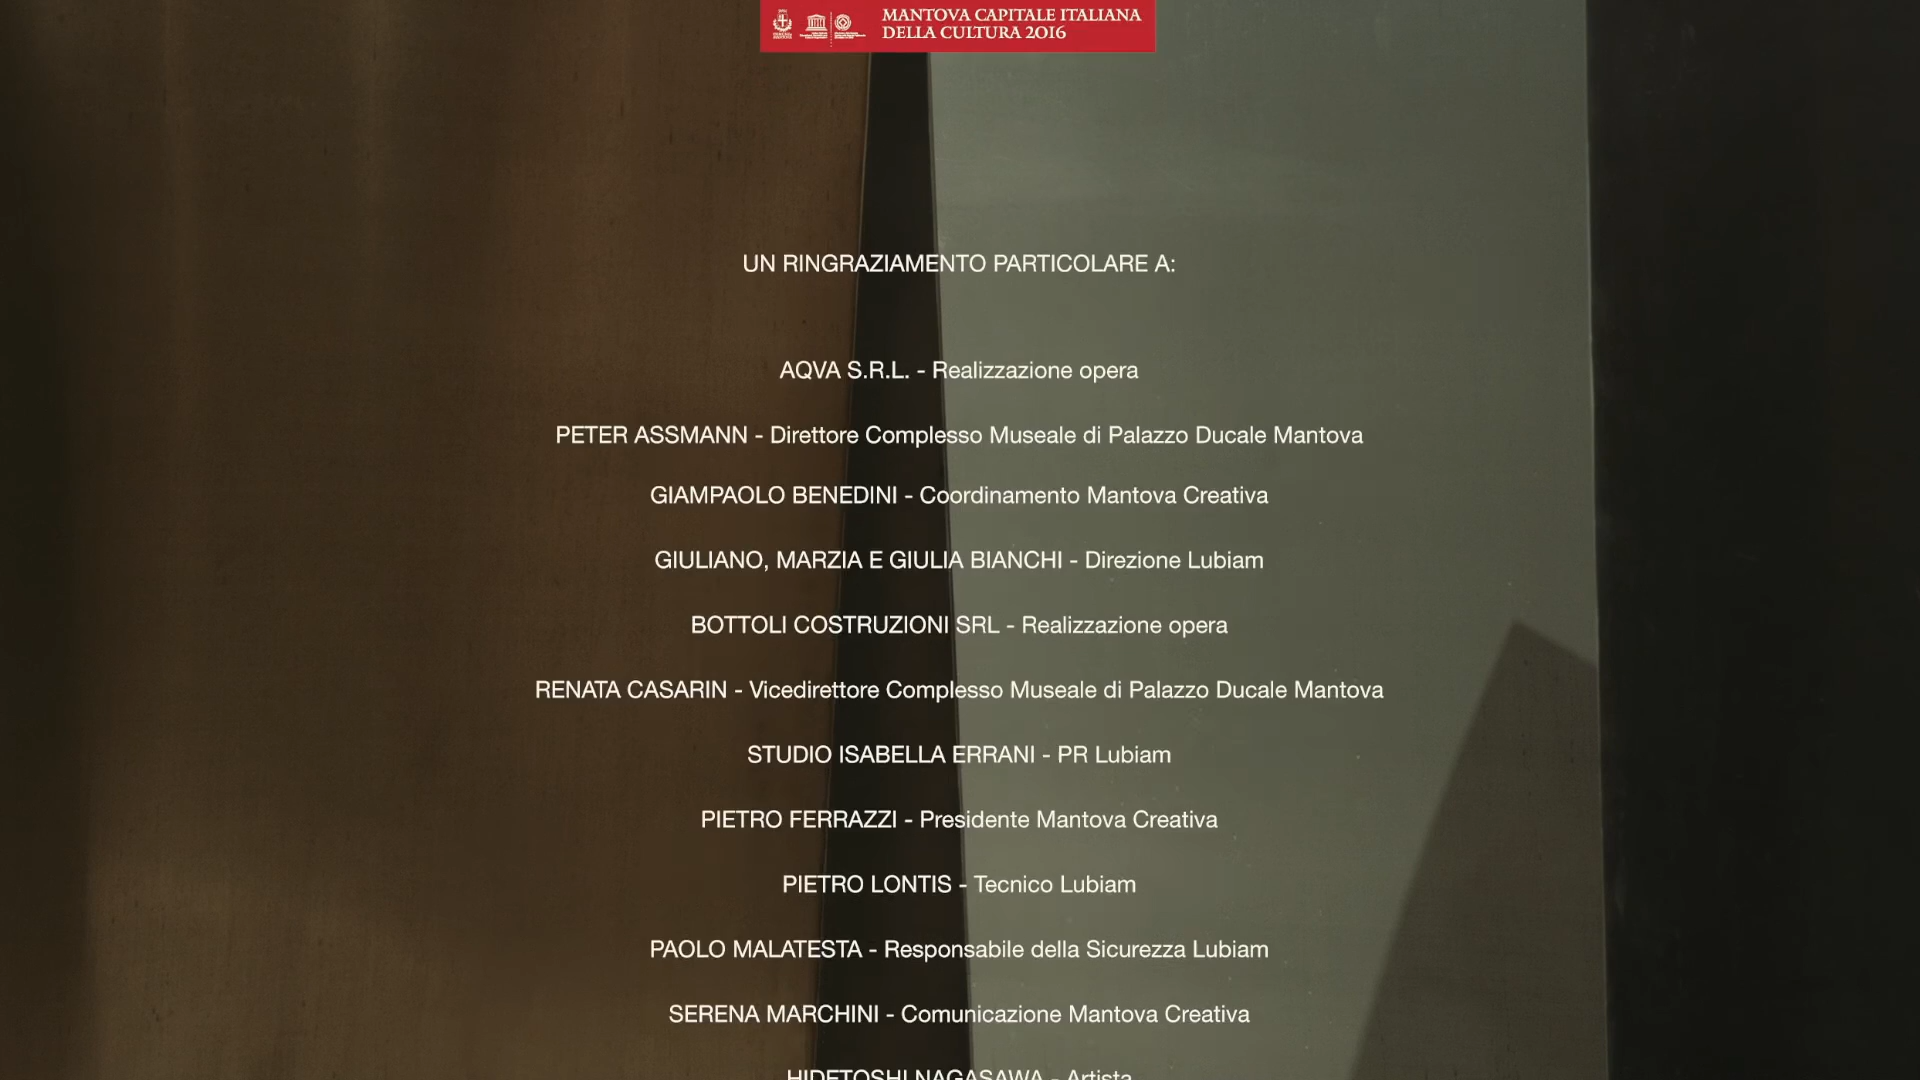 MANTOVA CAPITALE ITALIANA
DELLA CULTURA 2016
UN RINGRAZIAMENTO PARTICOLARE A:
AQVA S.R.L. - Realizzazione opera
PETER ASSMANN - Direttore Complesso Museale di Palazzo Ducale Mantova
GIAMPAOLO BENEDINI - Coordinamento Mantova Creativa
GIULIANO, MARZIA E GIULIA BIANCHI - Direzione Lubiam
BOTTOLI COSTRUZIONI SRL - Realizzazione opera
RENATA CASARIN - Vicedirettore Complesso Museale di Palazzo Ducale Mantova
STUDIO ISABELLA ERRANI - PR Lubiam
PIETRO FERRAZZI - Presidente Mantova Creativa
PIETRO LONTIS - Tecnico Lubiam
PAOLO MALATESTA - Responsabile della Sicurezza Lubiam
SERENA MARCHINI - Comunicazione Mantova Creativa
HIDETOSHI NAGASAWA - Artista